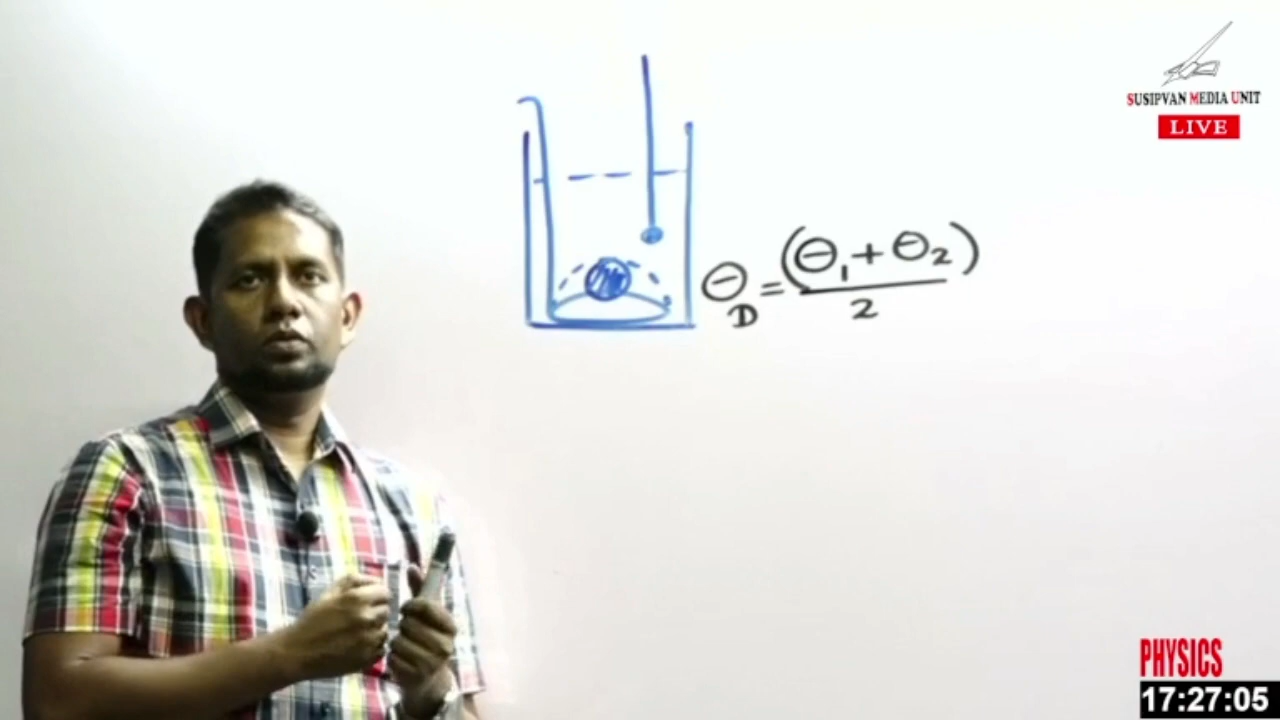 SUSIPVAN MEDIA UNIT
LIVE
Θ_D = (Θ₁ + Θ₂) / 2
PHYSICS
17:27:05